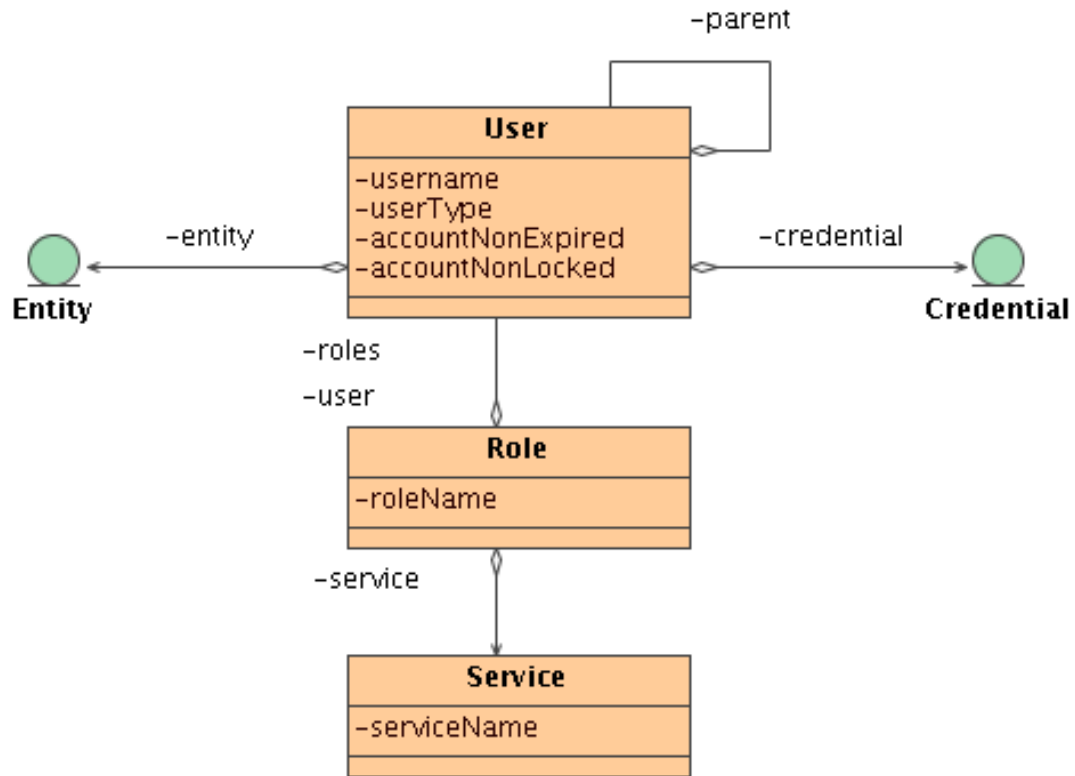 -parent
User
-username
-userType
-accountNonExpired
-accountNonLocked
-entity
Entity
-credential
Credential
-roles
-user
Role
-roleName
-service
Service
-serviceName